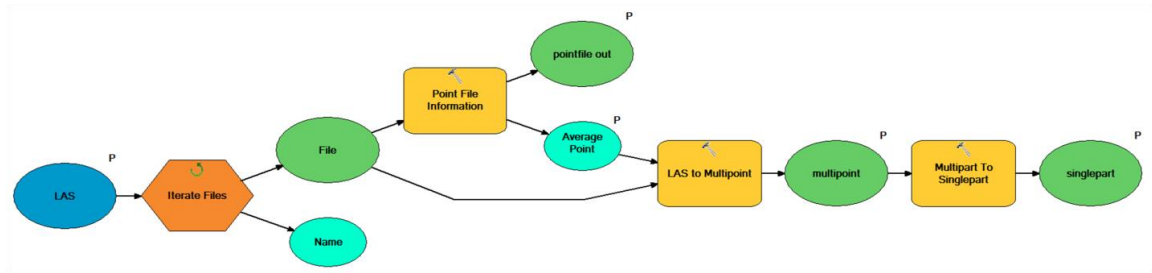 P
pointfile out
Point File
Information
P
Average
Point
File
P
LAS
Iterate Files
Name
LAS to Multipoint
P
multipoint
Multipart To
Singlepart
P
singlepart